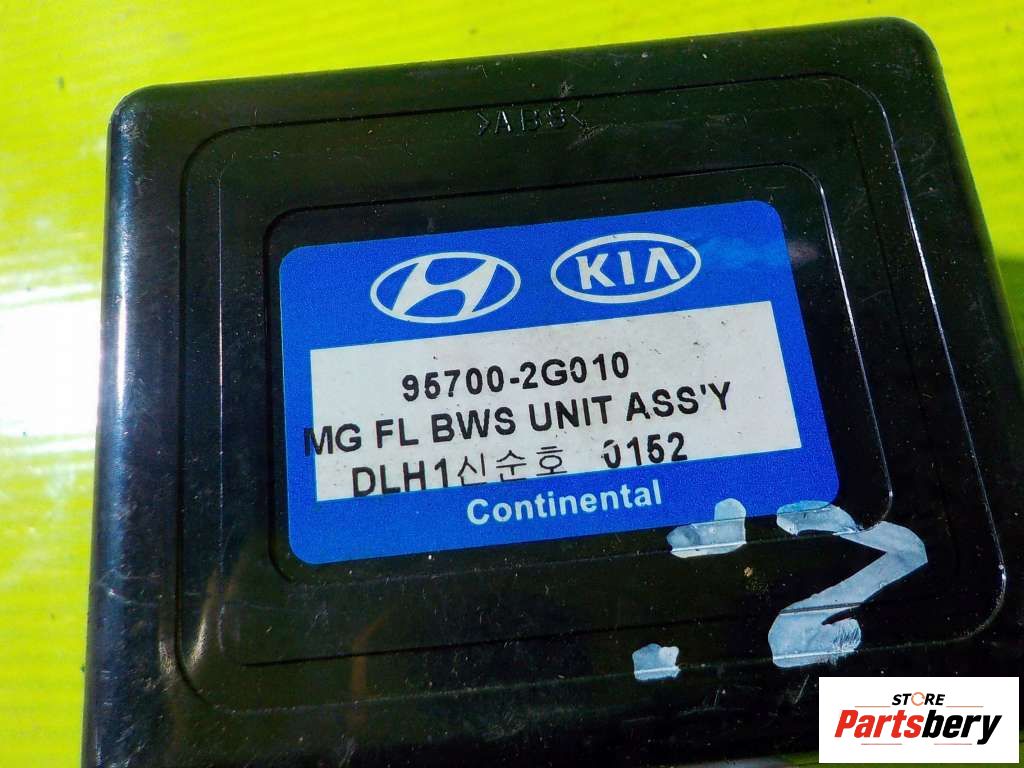 >ABS<
KIA
95700-2G010
MG FL BWS UNIT ASS'Y
DLH1신순호 0152
Continental
STORE
Partsbery